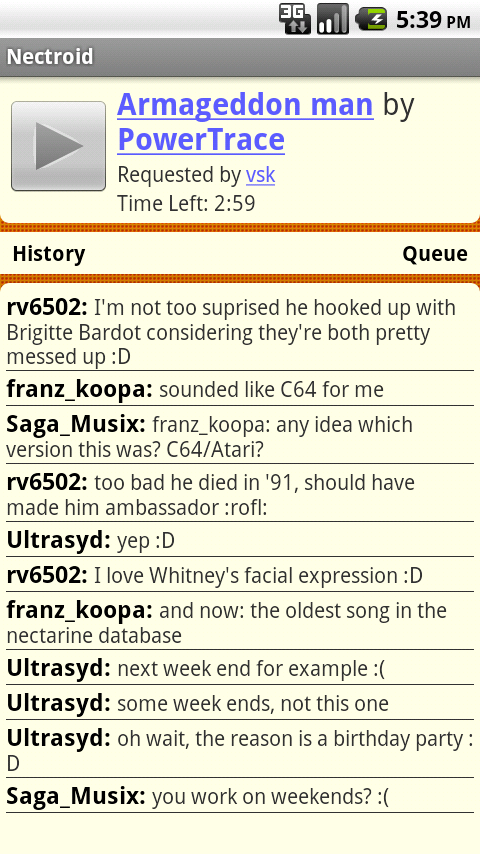 3G 5:39 PM
Nectroid
Armageddon man by
PowerTrace
Requested by vsk
Time Left: 2:59
History Queue
rv6502: I'm not too suprised he hooked up with
Brigitte Bardot considering they're both pretty
messed up :D
franz_koopa: sounded like C64 for me
Saga_Musix: franz_koopa: any idea which
version this was? C64/Atari?
rv6502: too bad he died in '91, should have
made him ambassador :rofl:
Ultrasyd: yep :D
rv6502: I love Whitney's facial expression :D
franz_koopa: and now: the oldest song in the
nectarine database
Ultrasyd: next week end for example :(
Ultrasyd: some week ends, not this one
Ultrasyd: oh wait, the reason is a birthday party :
D
Saga_Musix: you work on weekends? :(